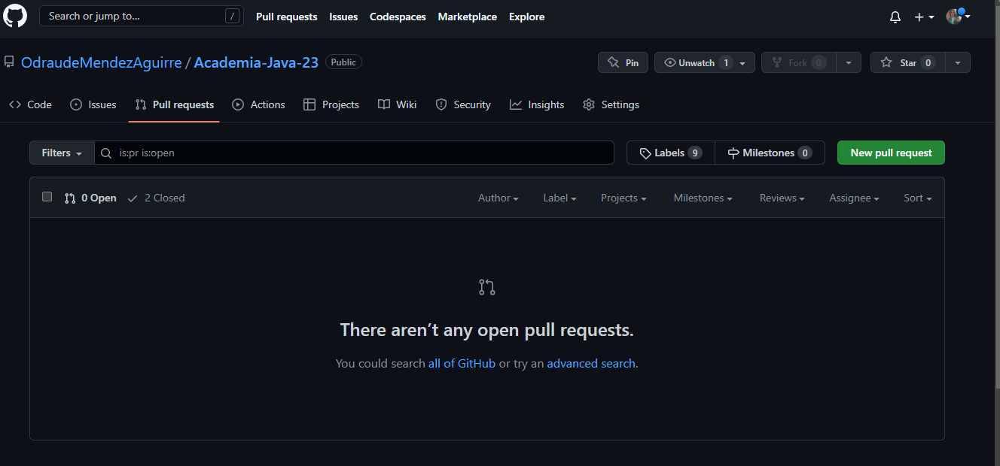 Search or jump to... / Pull requests Issues Codespaces Marketplace Explore
OdraudeMendezAguirre / Academia-Java-23 Public Pin Unwatch 1 Fork 0 Star 0
Code Issues Pull requests Actions Projects Wiki Security Insights Settings
Filters is:pr is:open Labels 9 Milestones 0 New pull request
0 Open 2 Closed Author Label Projects Milestones Reviews Assignee Sort
There aren’t any open pull requests.
You could search all of GitHub or try an advanced search.